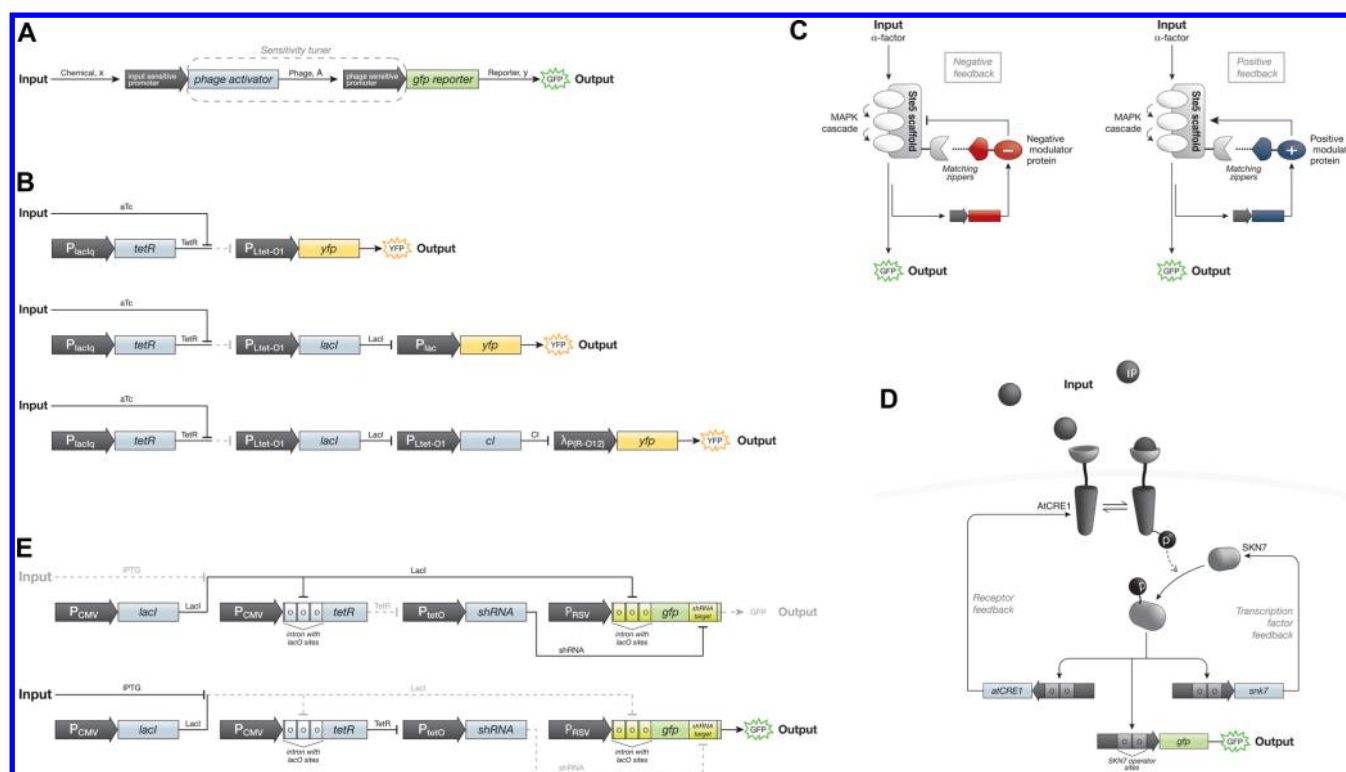 A
Sensitivity tuner
Input
Chemical, x
input sensitive
promoter
phage activator
Phage, A
phage sensitive
promoter
gfp reporter
Reporter, y
GFP
Output
B
Input
aTc
PlacIq
tetR
TetR
PLtet-O1
yfp
YFP
Output
Input
aTc
PlacIq
tetR
TetR
PLtet-O1
lacI
LacI
Plac
yfp
YFP
Output
Input
aTc
PlacIq
tetR
TetR
PLtet-O1
lacI
LacI
PLtet-O1
cI
CI
λP(R-O12)
yfp
YFP
Output
C
Input
α-factor
Negative
feedback
MAPK
cascade
Ste5 scaffold
Matching
zippers
−
Negative
modulator
protein
GFP
Output
Input
α-factor
Positive
feedback
MAPK
cascade
Ste5 scaffold
Matching
zippers
+
Positive
modulat
protein
GFP
Output
D
Input
IP
AtCRE1
P
SKN7
P
Receptor
feedback
Transcription
factor
feedback
atCRE1
O O
O O
snk7
O O
gfp
GFP
Output
SKN7 operator
sites
E
Input
IPTG
LacI
PCMV
lacI
LacI
PCMV
O O O
tetR
TetR
PtetO
shRNA
PRSV
O O O
gfp
shRNA
target
GFP
Output
intron with
lacO sites
intron with
lacO sites
shRNA
Input
IPTG
LacI
PCMV
lacI
LacI
PCMV
O O O
tetR
TetR
PtetO
shRNA
PRSV
O O O
gfp
shRNA
target
GFP
Output
intron with
lacO sites
intron with
lacO sites
shRNA